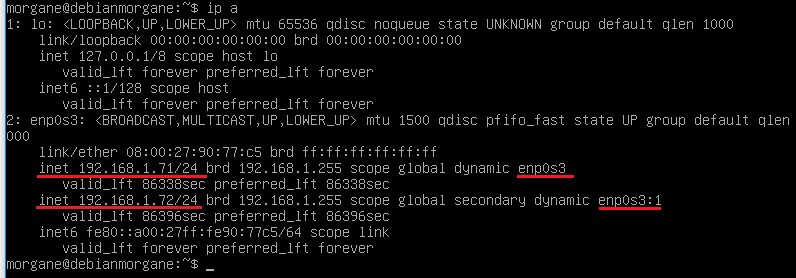 morgane@debianmorgane:~$ ip a
1: lo: <LOOPBACK,UP,LOWER_UP> mtu 65536 qdisc noqueue state UNKNOWN group default qlen 1000
link/loopback 00:00:00:00:00:00 brd 00:00:00:00:00:00
inet 127.0.0.1/8 scope host lo
valid_lft forever preferred_lft forever
inet6 ::1/128 scope host
valid_lft forever preferred_lft forever
2: enp0s3: <BROADCAST,MULTICAST,UP,LOWER_UP> mtu 1500 qdisc pfifo_fast state UP group default qlen
000
link/ether 08:00:27:90:77:c5 brd ff:ff:ff:ff:ff:ff
inet 192.168.1.71/24 brd 192.168.1.255 scope global dynamic enp0s3
valid_lft 86338sec preferred_lft 86338sec
inet 192.168.1.72/24 brd 192.168.1.255 scope global secondary dynamic enp0s3:1
valid_lft 86396sec preferred_lft 86396sec
inet6 fe80::a00:27ff:fe90:77c5/64 scope link
valid_lft forever preferred_lft forever
morgane@debianmorgane:~$ _